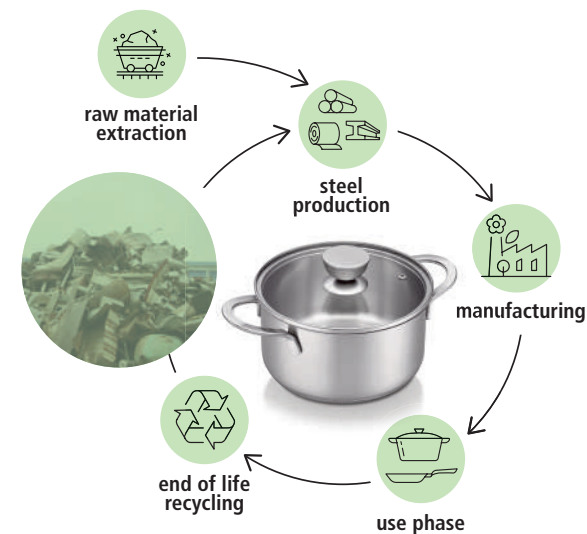 raw material
extraction
steel
production
manufacturing
use phase
end of life
recycling